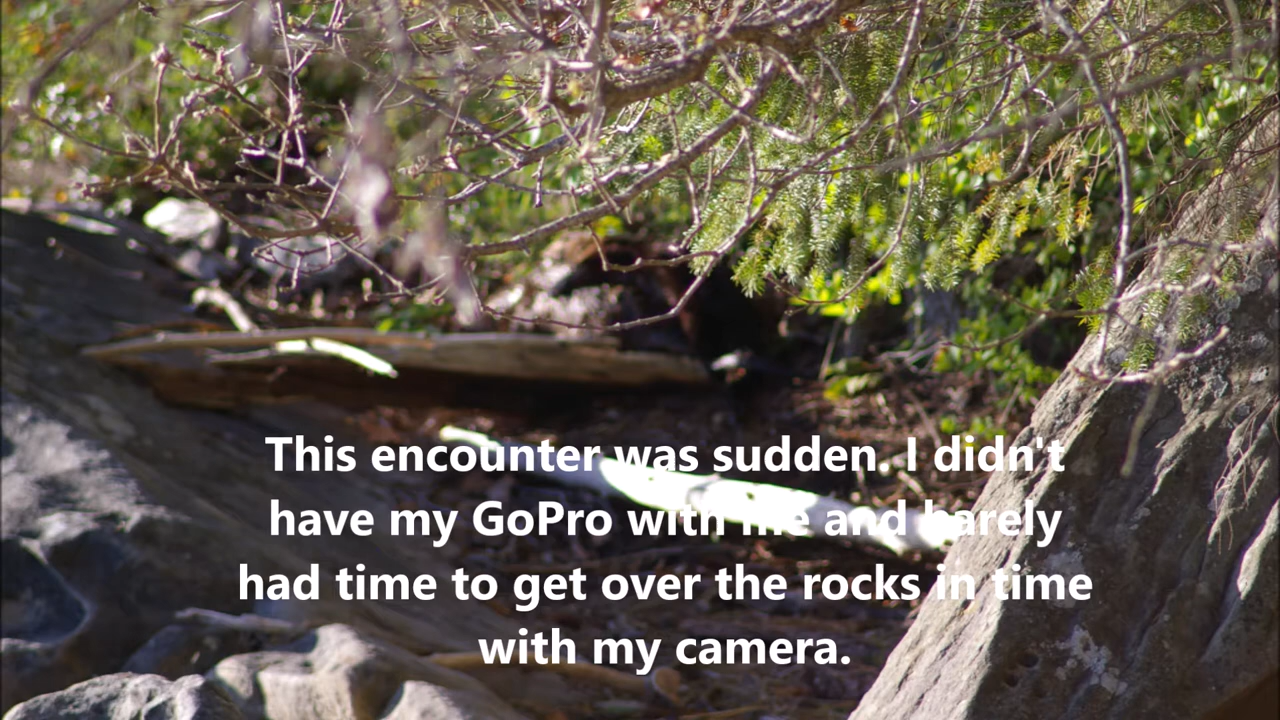 This encounter was sudden. I didn't
have my GoPro with me and barely
had time to get over the rocks in time
with my camera.